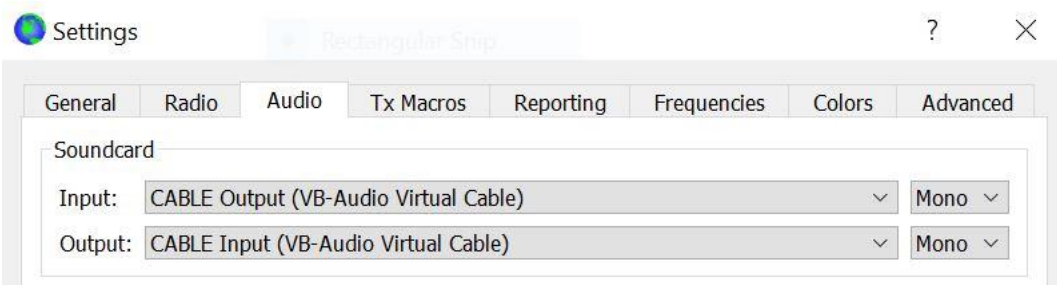 Settings ?
Rectangular Snip
General Radio Audio Tx Macros Reporting Frequencies Colors Advanced
Soundcard
Input: CABLE Output (VB-Audio Virtual Cable) Mono
Output: CABLE Input (VB-Audio Virtual Cable) Mono